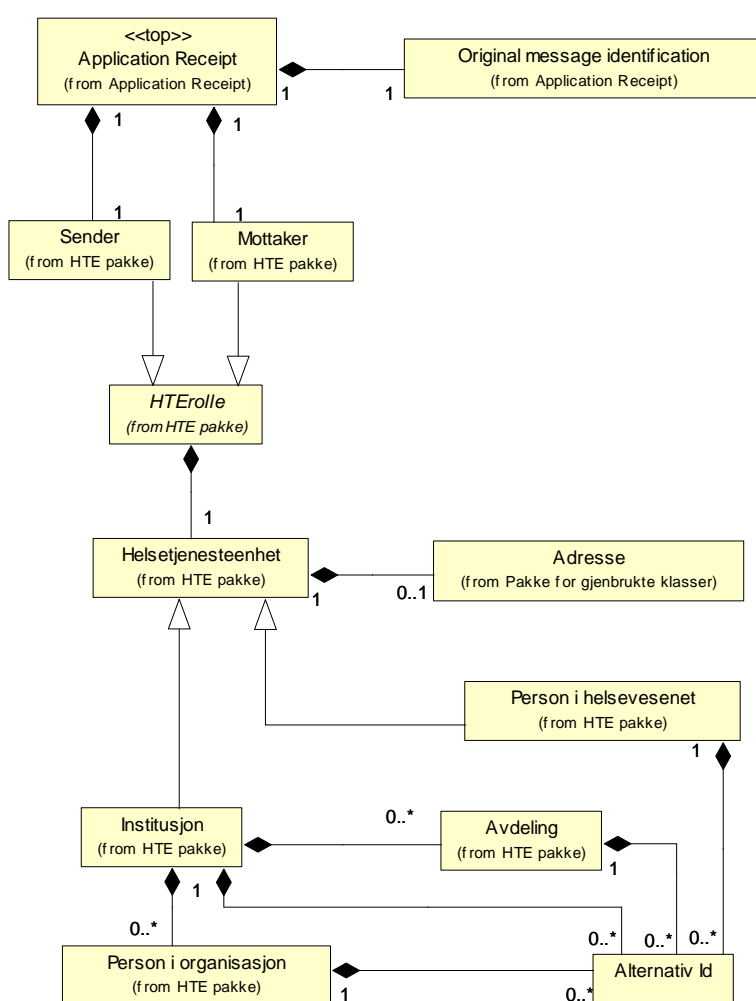 <<top>>
Application Receipt
(from Application Receipt)
Original message identification
(from Application Receipt)
1
1
1
1
1
1
Sender
(from HTE pakke)
Mottaker
(from HTE pakke)
HTErolle
(from HTE pakke)
1
Helsetjenesteenhet
(from HTE pakke)
Adresse
(from Pakke for gjenbrukte klasser)
1
0..1
Person i helsevesenet
(from HTE pakke)
1
Institusjon
(from HTE pakke)
0..*
Avdeling
(from HTE pakke)
1
1
0..*
0..*
0..*
0..*
Person i organisasjon
(from HTE pakke)
1
0..*
Alternativ Id